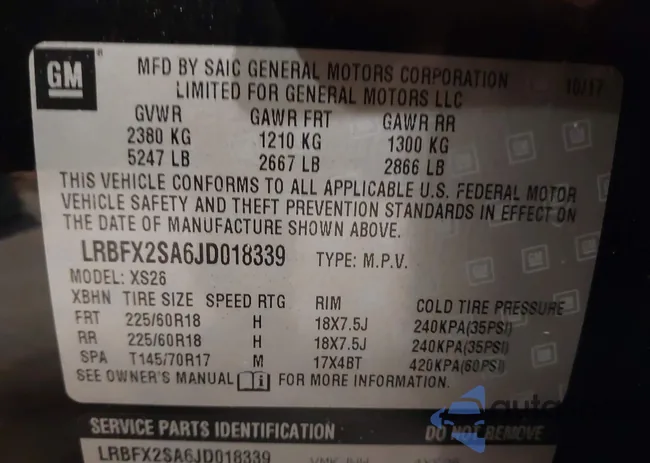 GM
MFD BY SAIC GENERAL MOTORS CORPORATION 10/17
LIMITED FOR GENERAL MOTORS LLC
GVWR GAWR FRT GAWR RR
2380 KG 1210 KG 1300 KG
5247 LB 2667 LB 2866 LB
THIS VEHICLE CONFORMS TO ALL APPLICABLE U.S. FEDERAL MOTOR
VEHICLE SAFETY AND THEFT PREVENTION STANDARDS IN EFFECT ON
THE DATE OF MANUFACTURE SHOWN ABOVE.
LRBFX2SA6JD018339 TYPE: M.P.V.
MODEL: XS26
XBHN TIRE SIZE SPEED RTG RIM COLD TIRE PRESSURE
FRT 225/60R18 H 18X7.5J 240KPA(35PSI)
RR 225/60R18 H 18X7.5J 240KPA(35PSI)
SPA T145/70R17 M 17X4BT 420KPA(60PSI)
SEE OWNER'S MANUAL FOR MORE INFORMATION.
SERVICE PARTS IDENTIFICATION DO NOT REMOVE
LRBFX2SA6JD018339